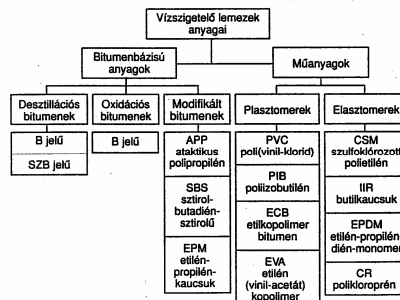 Vízszigetelő lemezek
anyagai
Bitumenbázisú
anyagok
Műanyagok
Desztillációs
bitumenek
Oxidációs
bitumenek
Modifikált
bitumenek
Plasztomerek
Elasztomerek
B jelű
SZB jelű
B jelű
APP
ataktikus
polipropilén
SBS
sztirol-
butadién-
sztirolű
EPM
etilén-
propilén-
kaucsuk
PVC
poli(vinil-klorid)
PIB
poliizobutilén
ECB
etilkopolimer
bitumen
EVA
etilén
(vinil-acetát)
kopolimer
CSM
szulfoklórozott
polietilén
IIR
butilkaucsuk
EPDM
etilén-propilén-
dién-monomer
CR
polikloroprén